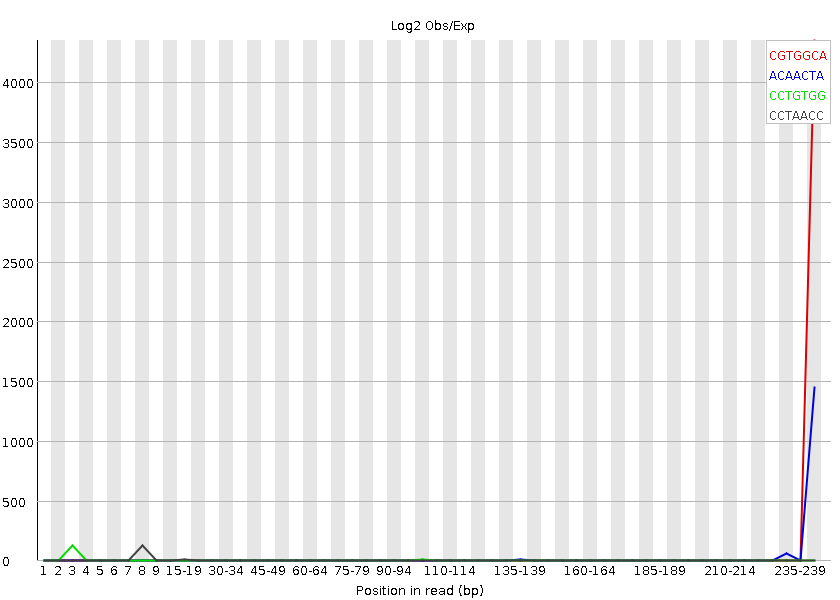 Log2 Obs/Exp
CGTGGCA
ACAACTA
CCTGTGG
CCTAACC
4000
3500
3000
2500
2000
1500
1000
500
0
1 2 3 4 5 6 7 8 9 15-19 30-34 45-49 60-64 75-79 90-94 110-114 135-139 160-164 185-189 210-214 235-239
Position in read (bp)